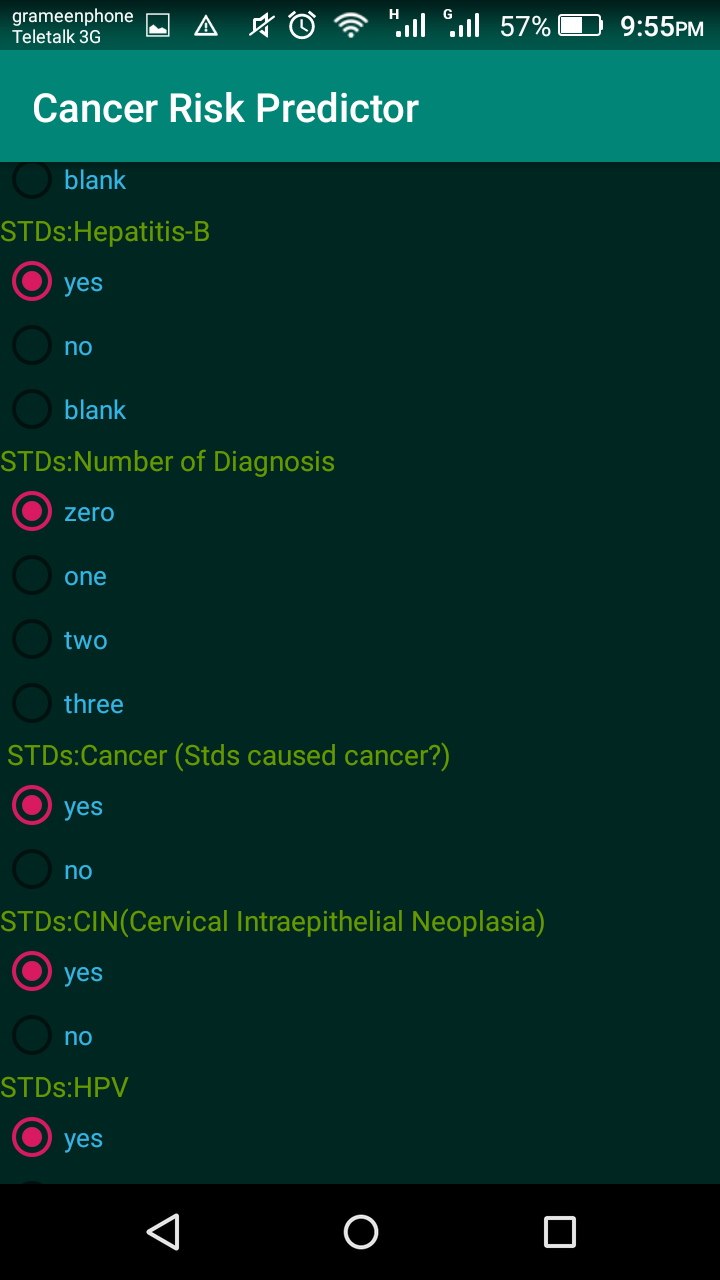 grameenphone
Teletalk 3G
H
G
57%
9:55PM
Cancer Risk Predictor
blank
STDs:Hepatitis-B
yes
no
blank
STDs:Number of Diagnosis
zero
one
two
three
STDs:Cancer (Stds caused cancer?)
yes
no
STDs:CIN(Cervical Intraepithelial Neoplasia)
yes
no
STDs:HPV
yes